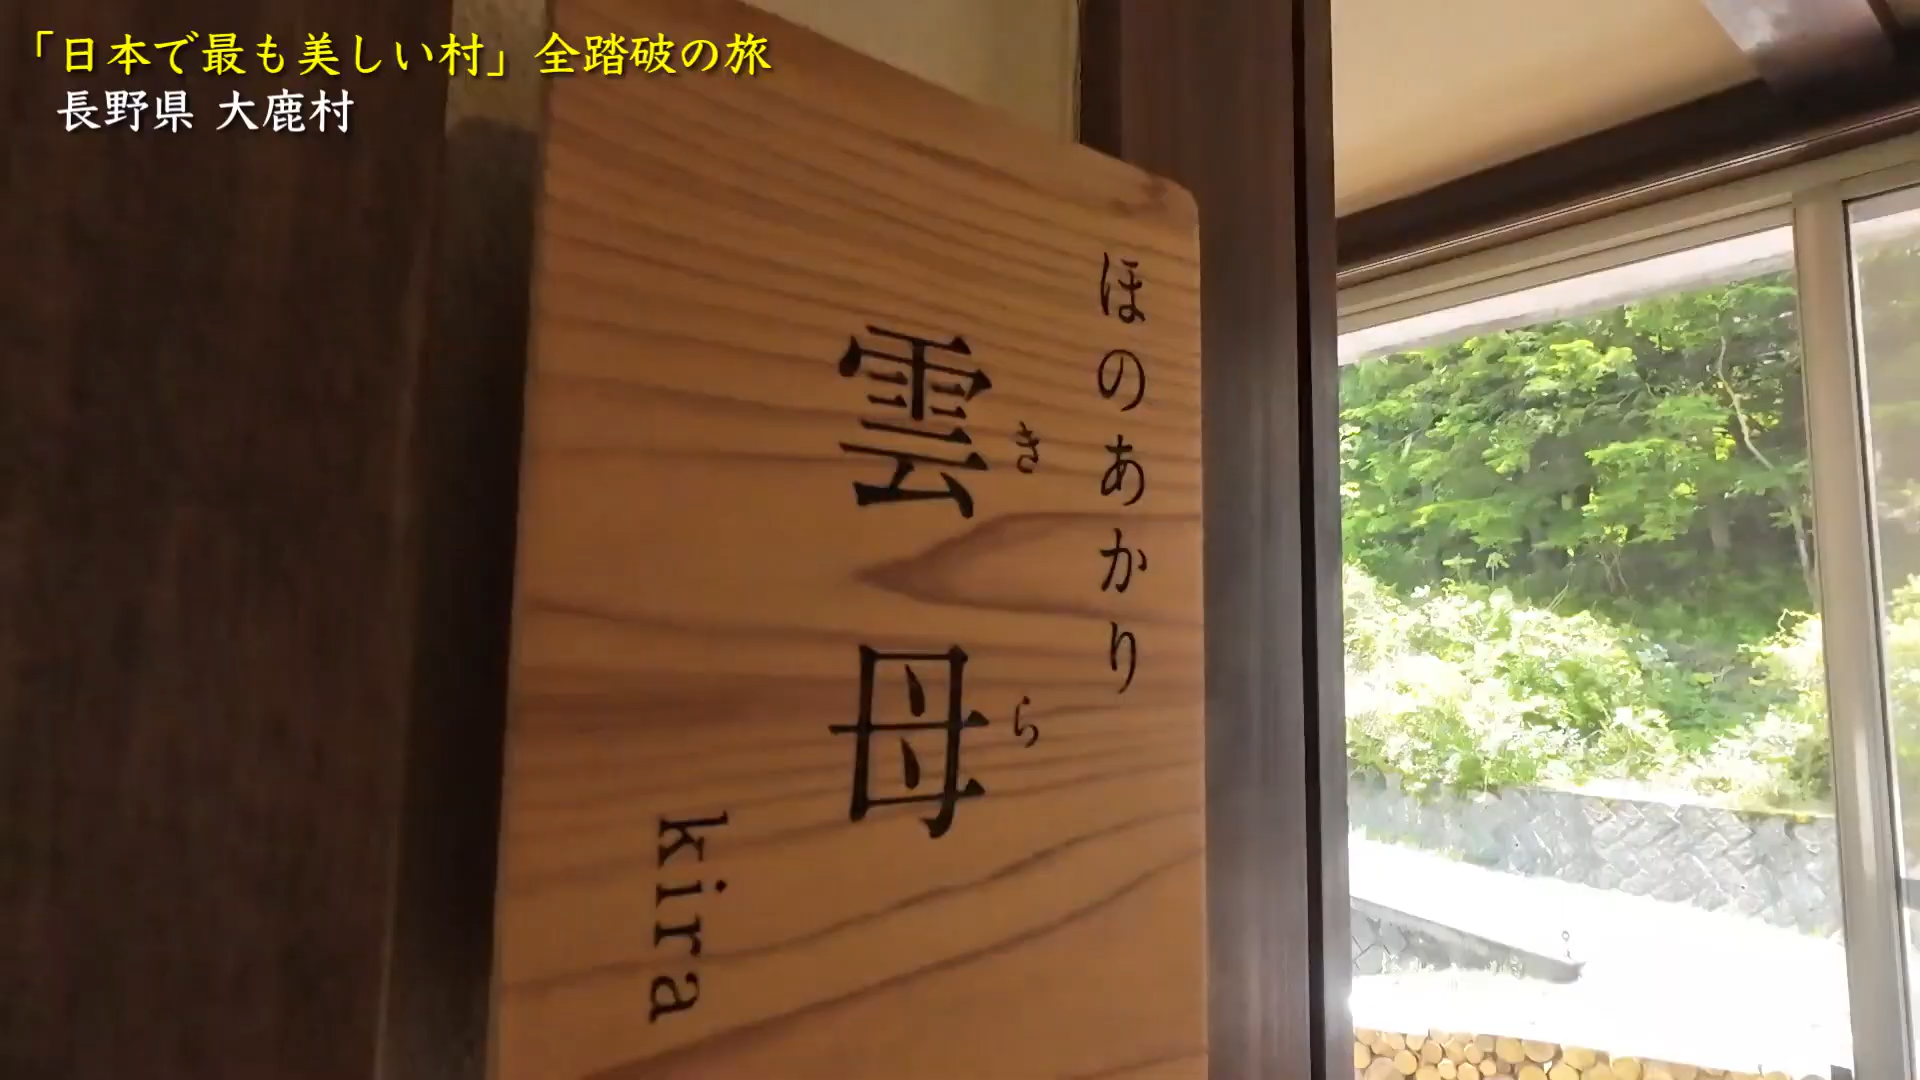 「日本で最も美しい村」全踏破の旅
長野県 大鹿村
ほのあかり
きら
雲母
kira